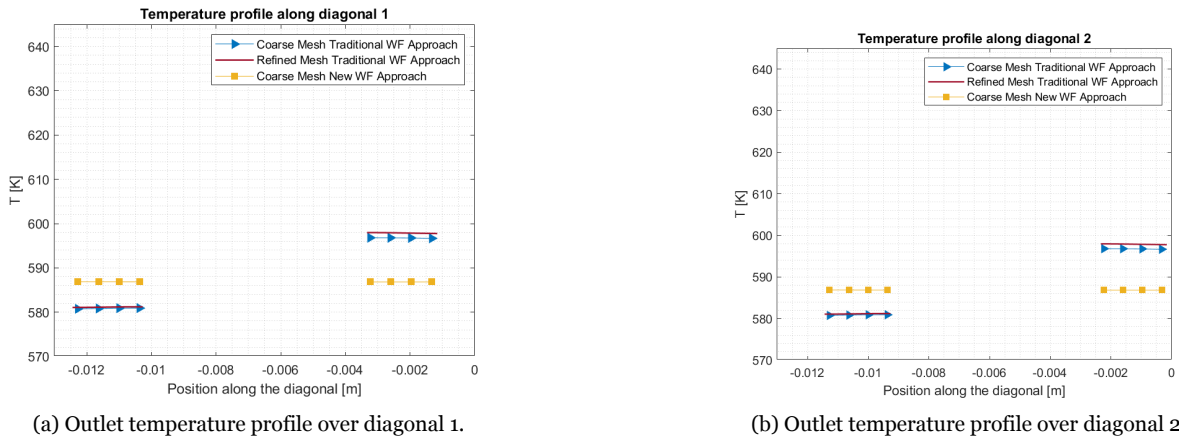 Temperature profile along diagonal 1
Coarse Mesh Traditional WF Approach
Refined Mesh Traditional WF Approach
Coarse Mesh New WF Approach
640
630
620
610
600
590
580
570
T [K]
-0.012 -0.01 -0.008 -0.006 -0.004 -0.002 0
Position along the diagonal [m]
(a) Outlet temperature profile over diagonal 1.
Temperature profile along diagonal 2
Coarse Mesh Traditional WF Approach
Refined Mesh Traditional WF Approach
Coarse Mesh New WF Approach
640
630
620
610
600
590
580
570
T [K]
-0.012 -0.01 -0.008 -0.006 -0.004 -0.002 0
Position along the diagonal [m]
(b) Outlet temperature profile over diagonal 2